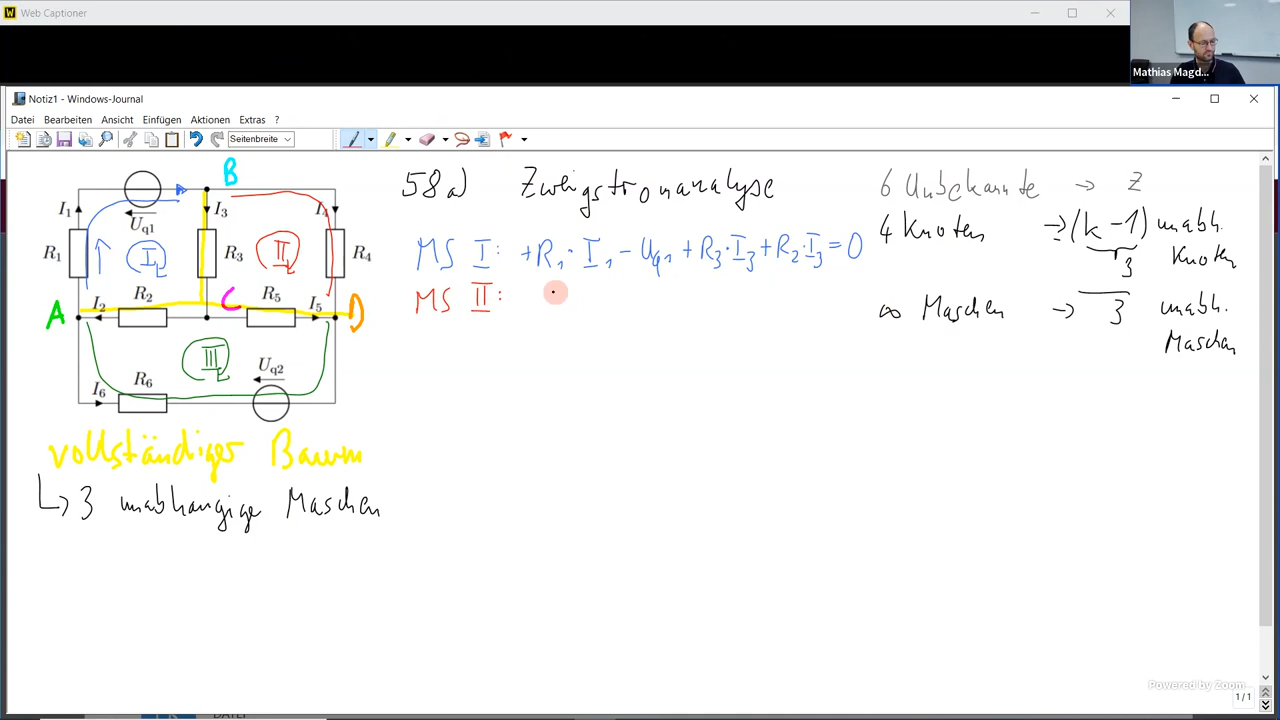 Web Captioner
Mathias Magd...
Notiz1 - Windows-Journal
Datei Bearbeiten Ansicht Einfügen Aktionen Extras ?
Seitenbreite
58a) Zweigstromanalyse
MS I: +R1·I1 - Uq1 + R3·I3 + R2·I3 = 0
MS II:
6 Unbekannte → Z
4 Knoten → (k-1) unabh. Knoten
3
∞ Maschen → 3 unabh. Maschen
B
I1
Uq1
I3
I4
R1
I
R3
II
R4
A
I2
R2
C
R5
I5
D
III
Uq2
I6
R6
vollständiger Baum
↳ 3 unabhängige Maschen
Powered by Zoom
1/1